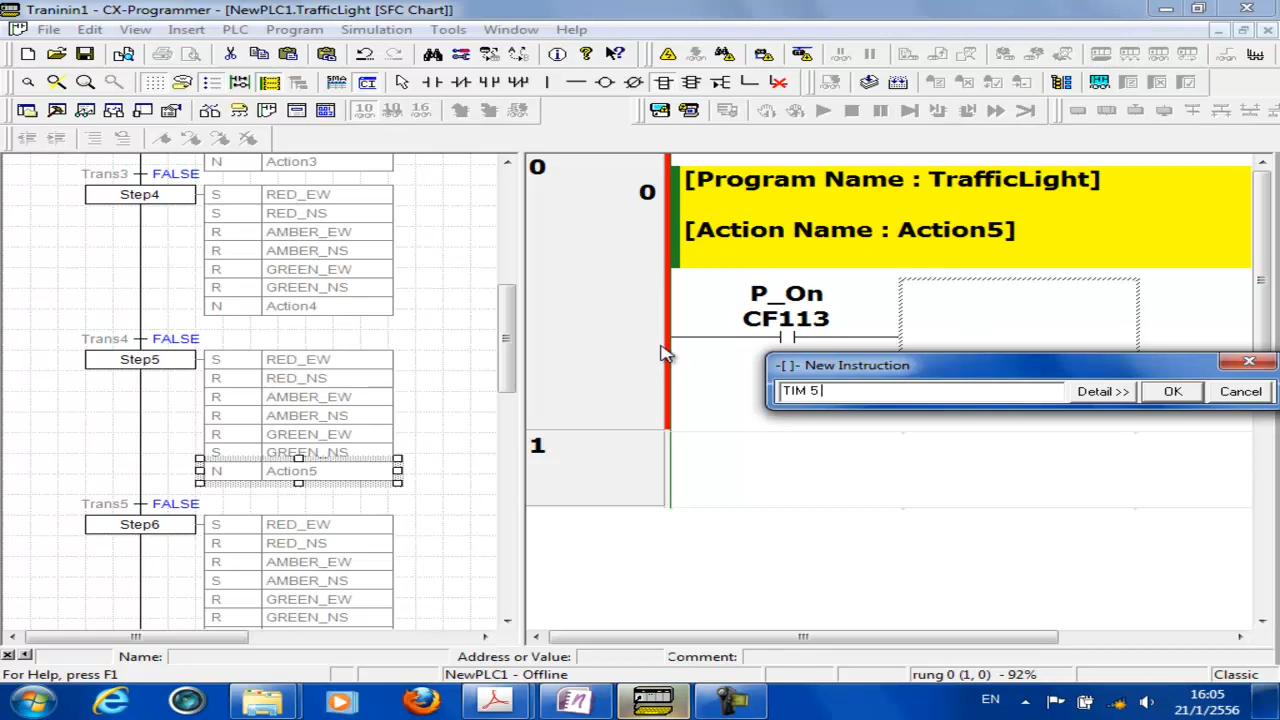 Traninin1 - CX-Programmer - [NewPLC1.TrafficLight [SFC Chart]]
File Edit View Insert PLC Program Simulation Tools Window Help
SMA
10 10 16
N Action3
Trans3 FALSE
Step4 S RED_EW
S RED_NS
R AMBER_EW
R AMBER_NS
R GREEN_EW
R GREEN_NS
N Action4
Trans4 FALSE
Step5 S RED_EW
R RED_NS
R AMBER_EW
R AMBER_NS
R GREEN_EW
S GREEN_NS
N Action5
Trans5 FALSE
Step6 S RED_EW
R RED_NS
R AMBER_EW
S AMBER_NS
R GREEN_EW
R GREEN_NS
0
0
[Program Name : TrafficLight]
[Action Name : Action5]
P_On
CF113
-[ ]- New Instruction
TIM 5 Detail >> OK Cancel
1
Name: Address or Value: Comment:
For Help, press F1 NewPLC1 - Offline rung 0 (1, 0) - 92% Classic
EN 16:05
21/1/2556